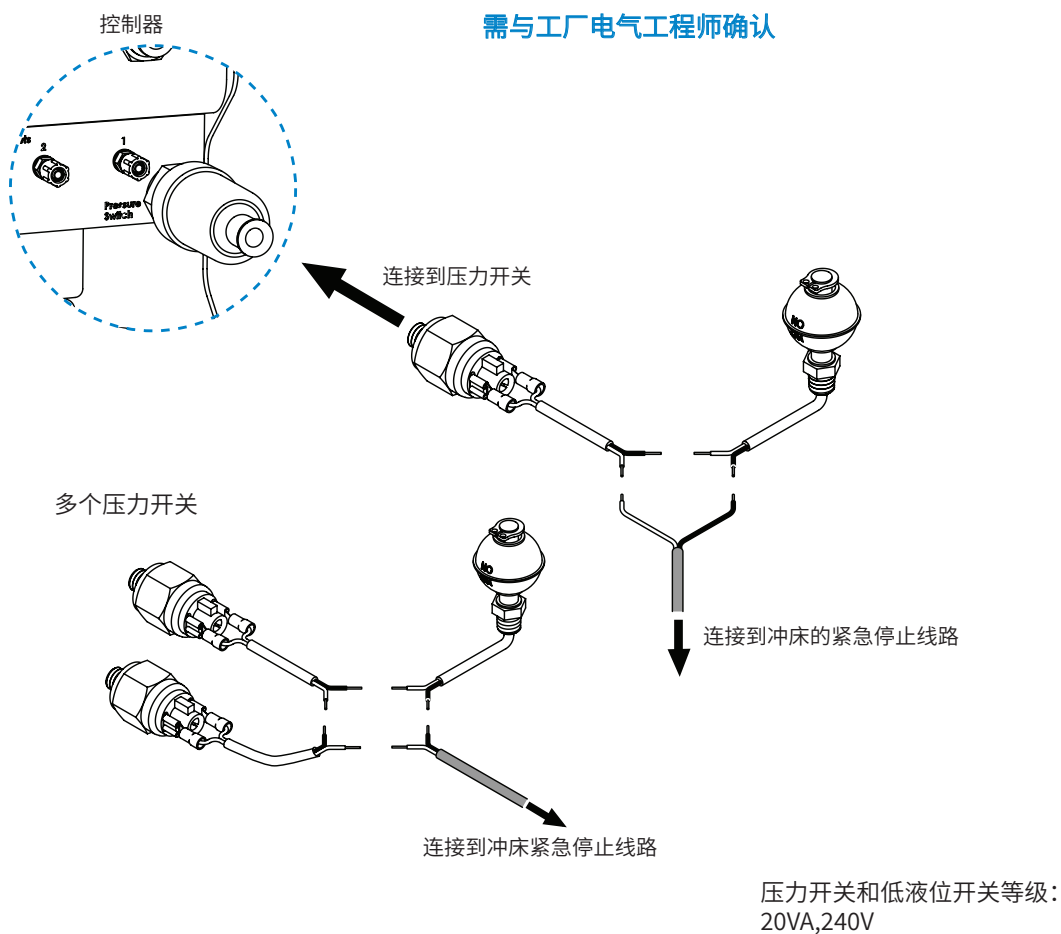 控制器
需与工厂电气工程师确认
2
1
Pressure
Switch
连接到压力开关
NO
多个压力开关
NO
连接到冲床的紧急停止线路
连接到冲床紧急停止线路
压力开关和低液位开关等级：
20VA,240V